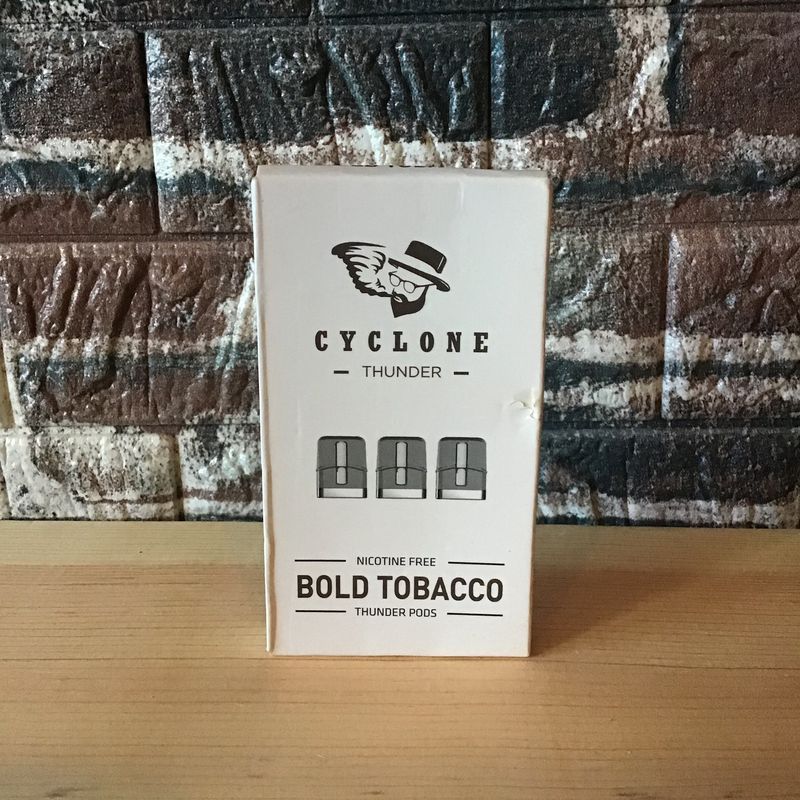 CYCLONE
THUNDER
NICOTINE FREE
BOLD TOBACCO
THUNDER PODS